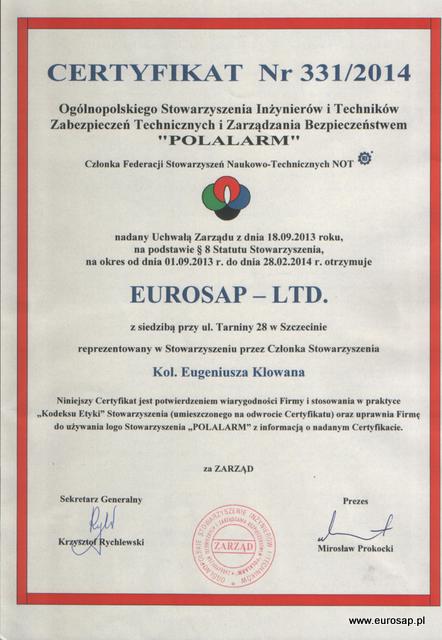 CERTYFIKAT Nr 331/2014
Ogólnopolskiego Stowarzyszenia Inżynierów i Techników
Zabezpieczeń Technicznych i Zarządzania Bezpieczeństwem
"POLALARM"
Członka Federacji Stowarzyszeń Naukowo-Technicznych NOT
nadany Uchwałą Zarządu z dnia 18.09.2013 roku,
na podstawie § 8 Statutu Stowarzyszenia,
na okres od dnia 01.09.2013 r. do dnia 28.02.2014 r. otrzymuje
EUROSAP – LTD.
z siedzibą przy ul. Tarniny 28 w Szczecinie
reprezentowany w Stowarzyszeniu przez Członka Stowarzyszenia
Kol. Eugeniusza Klowana
Niniejszy Certyfikat jest potwierdzeniem wiarygodności Firmy i stosowania w praktyce
„Kodeksu Etyki" Stowarzyszenia (umieszczonego na odwrocie Certyfikatu) oraz uprawnia Firmę
do używania logo Stowarzyszenia „POLALARM" z informacją o nadanym Certyfikacie.
za ZARZĄD
Sekretarz Generalny
Krzysztof Rychlewski
ZARZĄD
Prezes
Mirosław Prokocki
www.eurosap.pl